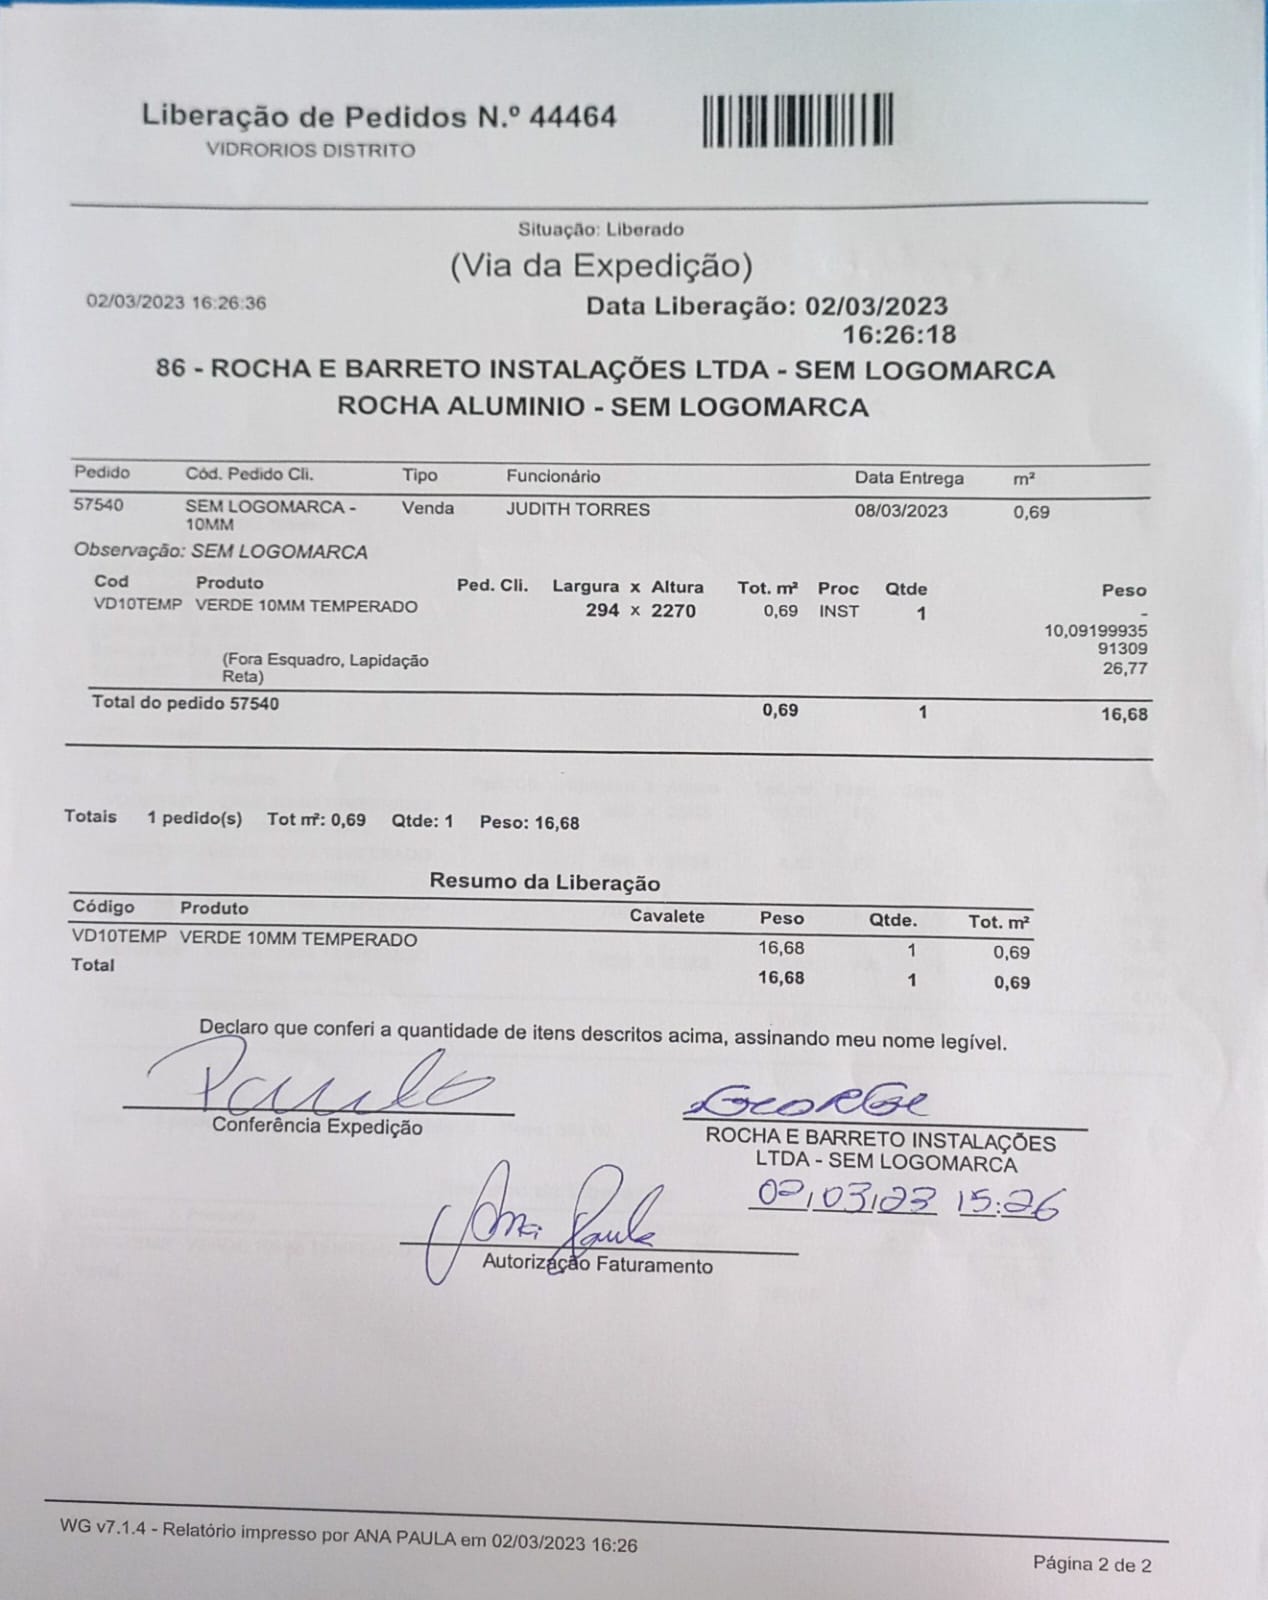 Liberação de Pedidos N.º 44464
VIDRORIOS DISTRITO
Situação: Liberado
(Via da Expedição)
02/03/2023 16:26:36
Data Liberação: 02/03/2023
16:26:18
86 - ROCHA E BARRETO INSTALAÇÕES LTDA - SEM LOGOMARCA
ROCHA ALUMINIO - SEM LOGOMARCA
Pedido Cód. Pedido Cli. Tipo Funcionário Data Entrega m²
57540 SEM LOGOMARCA - Venda JUDITH TORRES 08/03/2023 0,69
10MM
Observação: SEM LOGOMARCA
Cod Produto Ped. Cli. Largura x Altura Tot. m² Proc Qtde Peso
VD10TEMP VERDE 10MM TEMPERADO 294 x 2270 0,69 INST 1 -
10,09199935
91309
(Fora Esquadro, Lapidação 26,77
Reta)
Total do pedido 57540 0,69 1 16,68
Totais 1 pedido(s) Tot m²: 0,69 Qtde: 1 Peso: 16,68
Resumo da Liberação
Código Produto Cavalete Peso Qtde. Tot. m²
VD10TEMP VERDE 10MM TEMPERADO 16,68 1 0,69
Total 16,68 1 0,69
Declaro que conferi a quantidade de itens descritos acima, assinando meu nome legível.
Paulo GEORGE
Conferência Expedição
ROCHA E BARRETO INSTALAÇÕES
LTDA - SEM LOGOMARCA
02/03/23 15:26
Ana Paula
Autorização Faturamento
WG v7.1.4 - Relatório impresso por ANA PAULA em 02/03/2023 16:26
Página 2 de 2